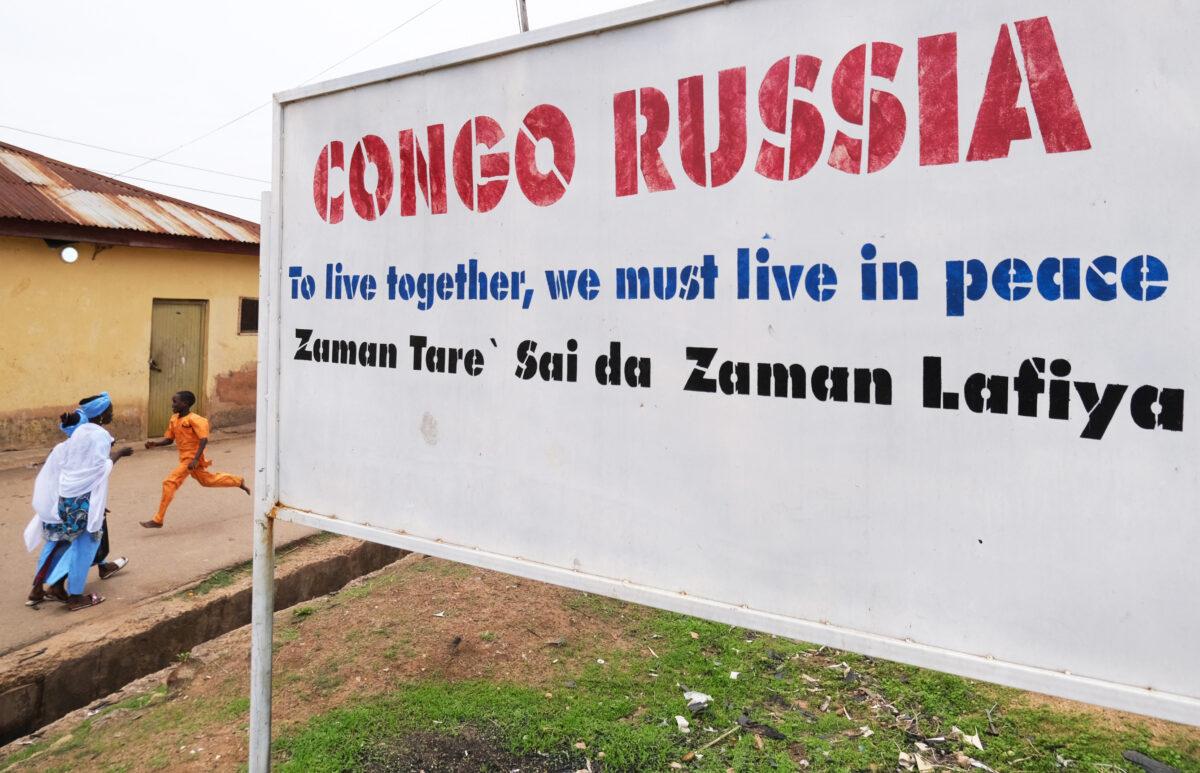 CONGO RUSSIA
To live together, we must live in peace
Zaman Tare` Sai da Zaman Lafiya